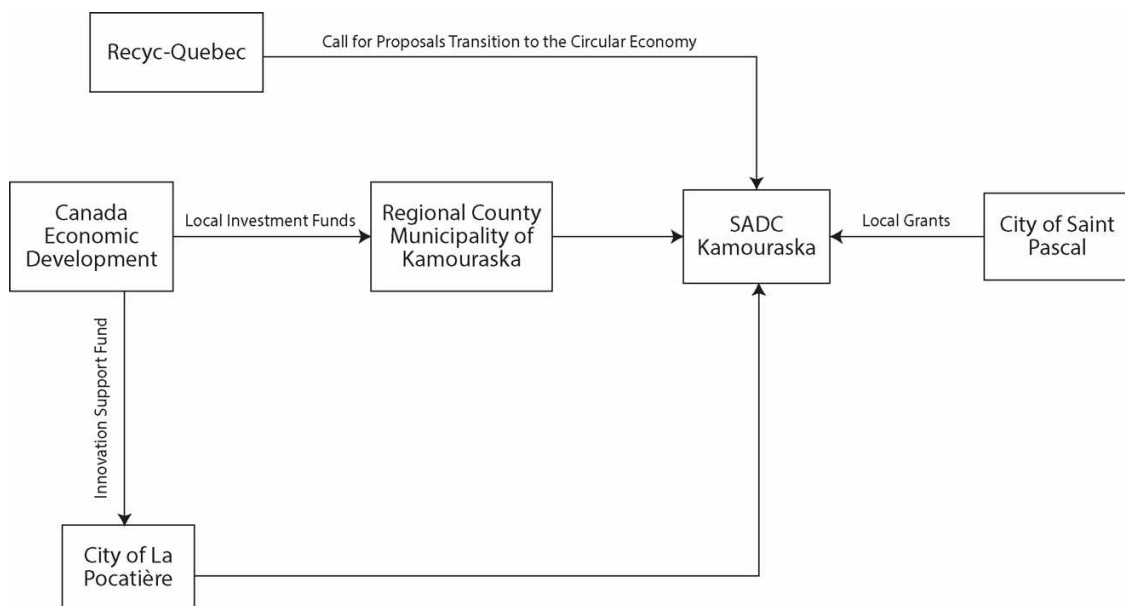 Recyc-Quebec
Call for Proposals Transition to the Circular Economy
Canada
Economic
Development
Local Investment Funds
Regional County
Municipality of
Kamouraska
SADC
Kamouraska
Local Grants
City of Saint
Pascal
Innovation Support Fund
City of La
Pocatière